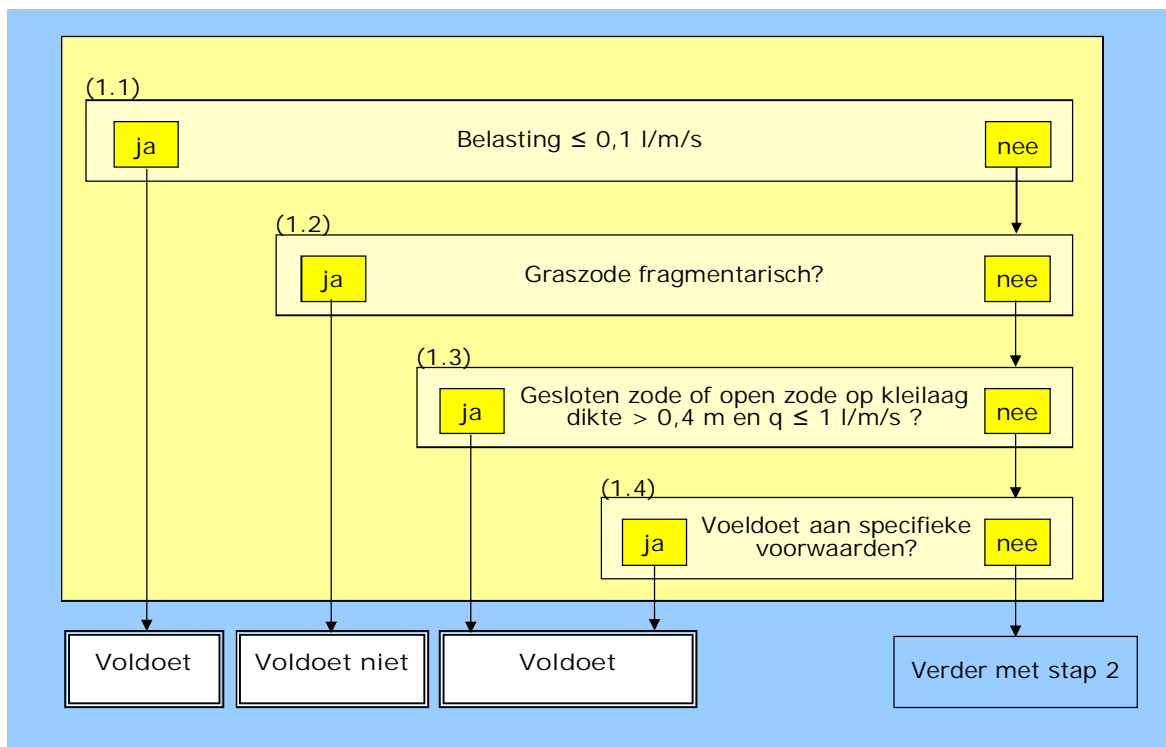 (1.1)
ja
Belasting ≤ 0,1 l/m/s
nee
(1.2)
ja
Graszode fragmentarisch?
nee
(1.3)
ja
Gesloten zode of open zode op kleilaag
dikte > 0,4 m en q ≤ 1 l/m/s ?
nee
(1.4)
ja
Voeldoet aan specifieke
voorwaarden?
nee
Voldoet
Voldoet niet
Voldoet
Verder met stap 2